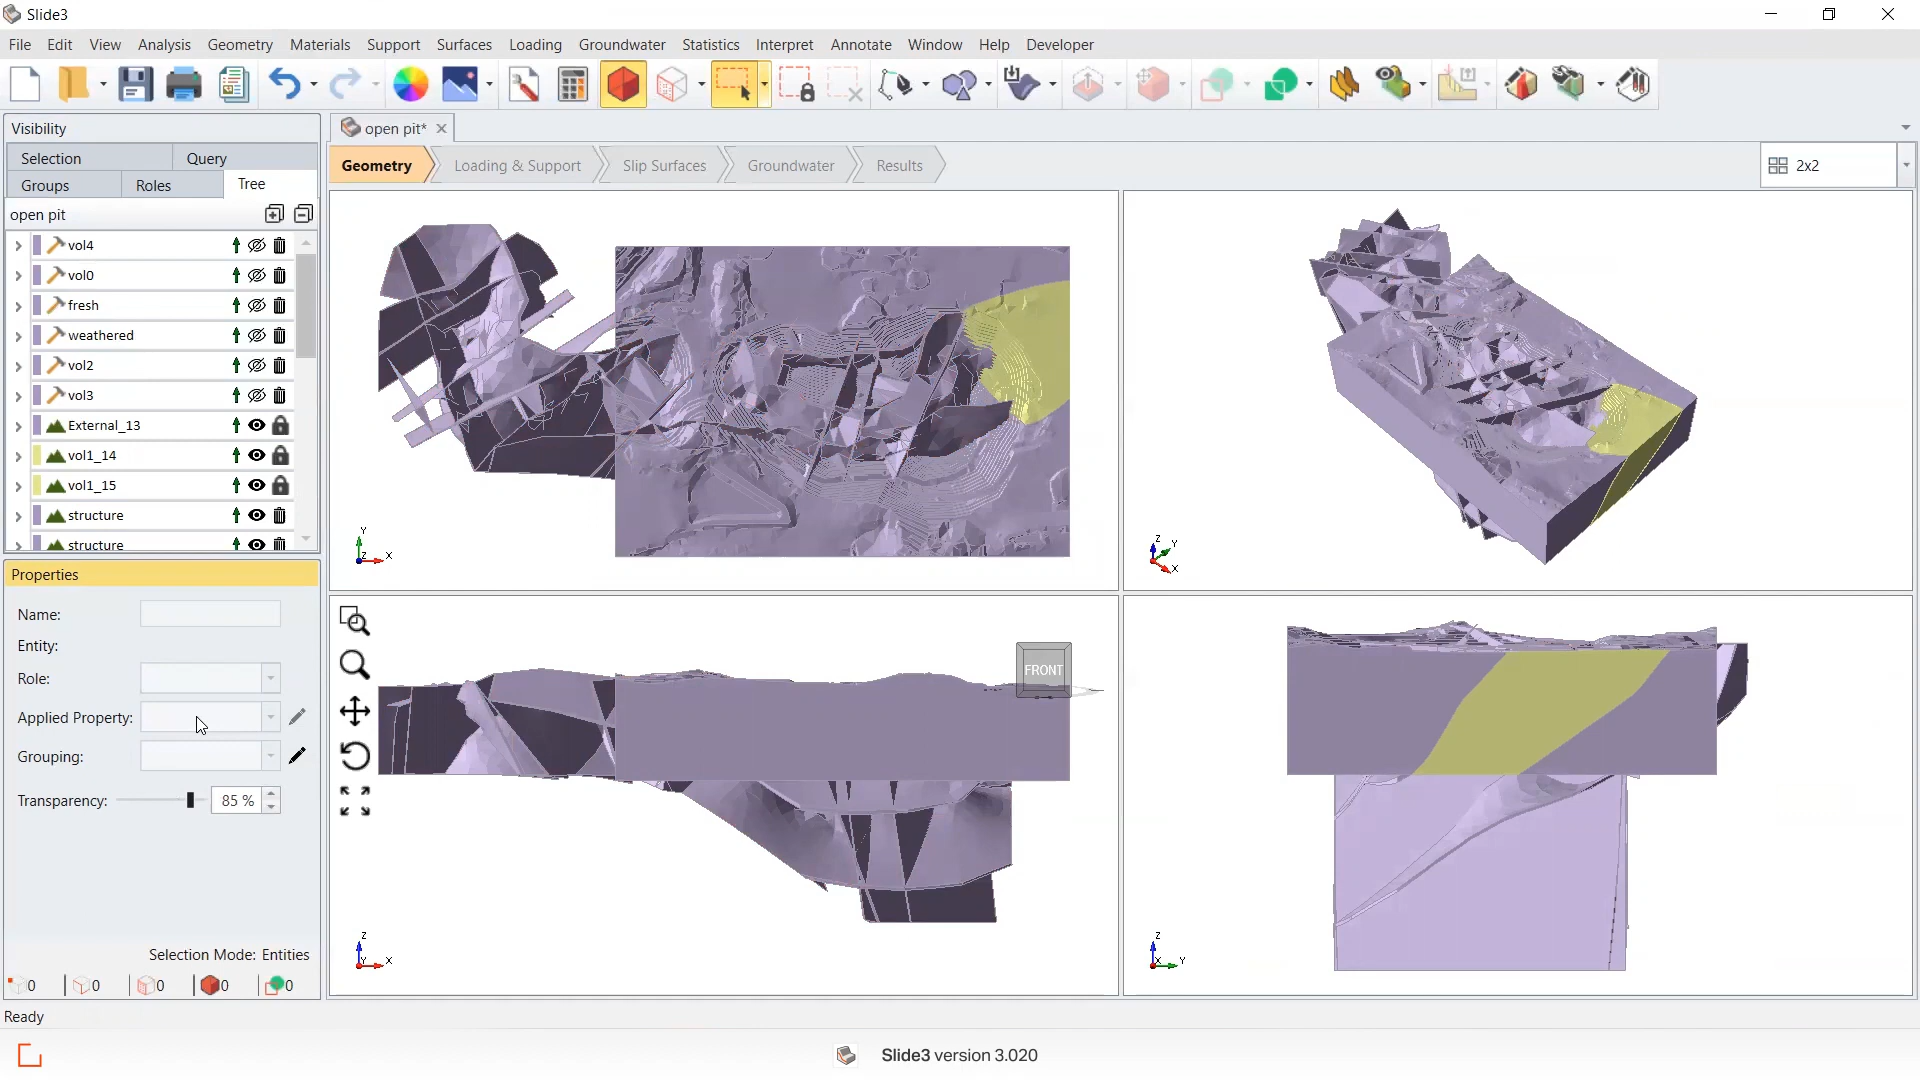 Slide3
File Edit View Analysis Geometry Materials Support Surfaces Loading Groundwater Statistics Interpret Annotate Window Help Developer
Visibility
Selection Query
Groups Roles Tree
open pit
vol4
vol0
fresh
weathered
vol2
vol3
External_13
vol1_14
vol1_15
structure
structure
Properties
Name:
Entity:
Role:
Applied Property:
Grouping:
Transparency: 85 %
Selection Mode: Entities
0 0 0 0 0
Ready
open pit*
Geometry Loading & Support Slip Surfaces Groundwater Results
2x2
Y
Z X
Z
Y
X
FRONT
Z
Y X
Z
X Y
Slide3 version 3.020